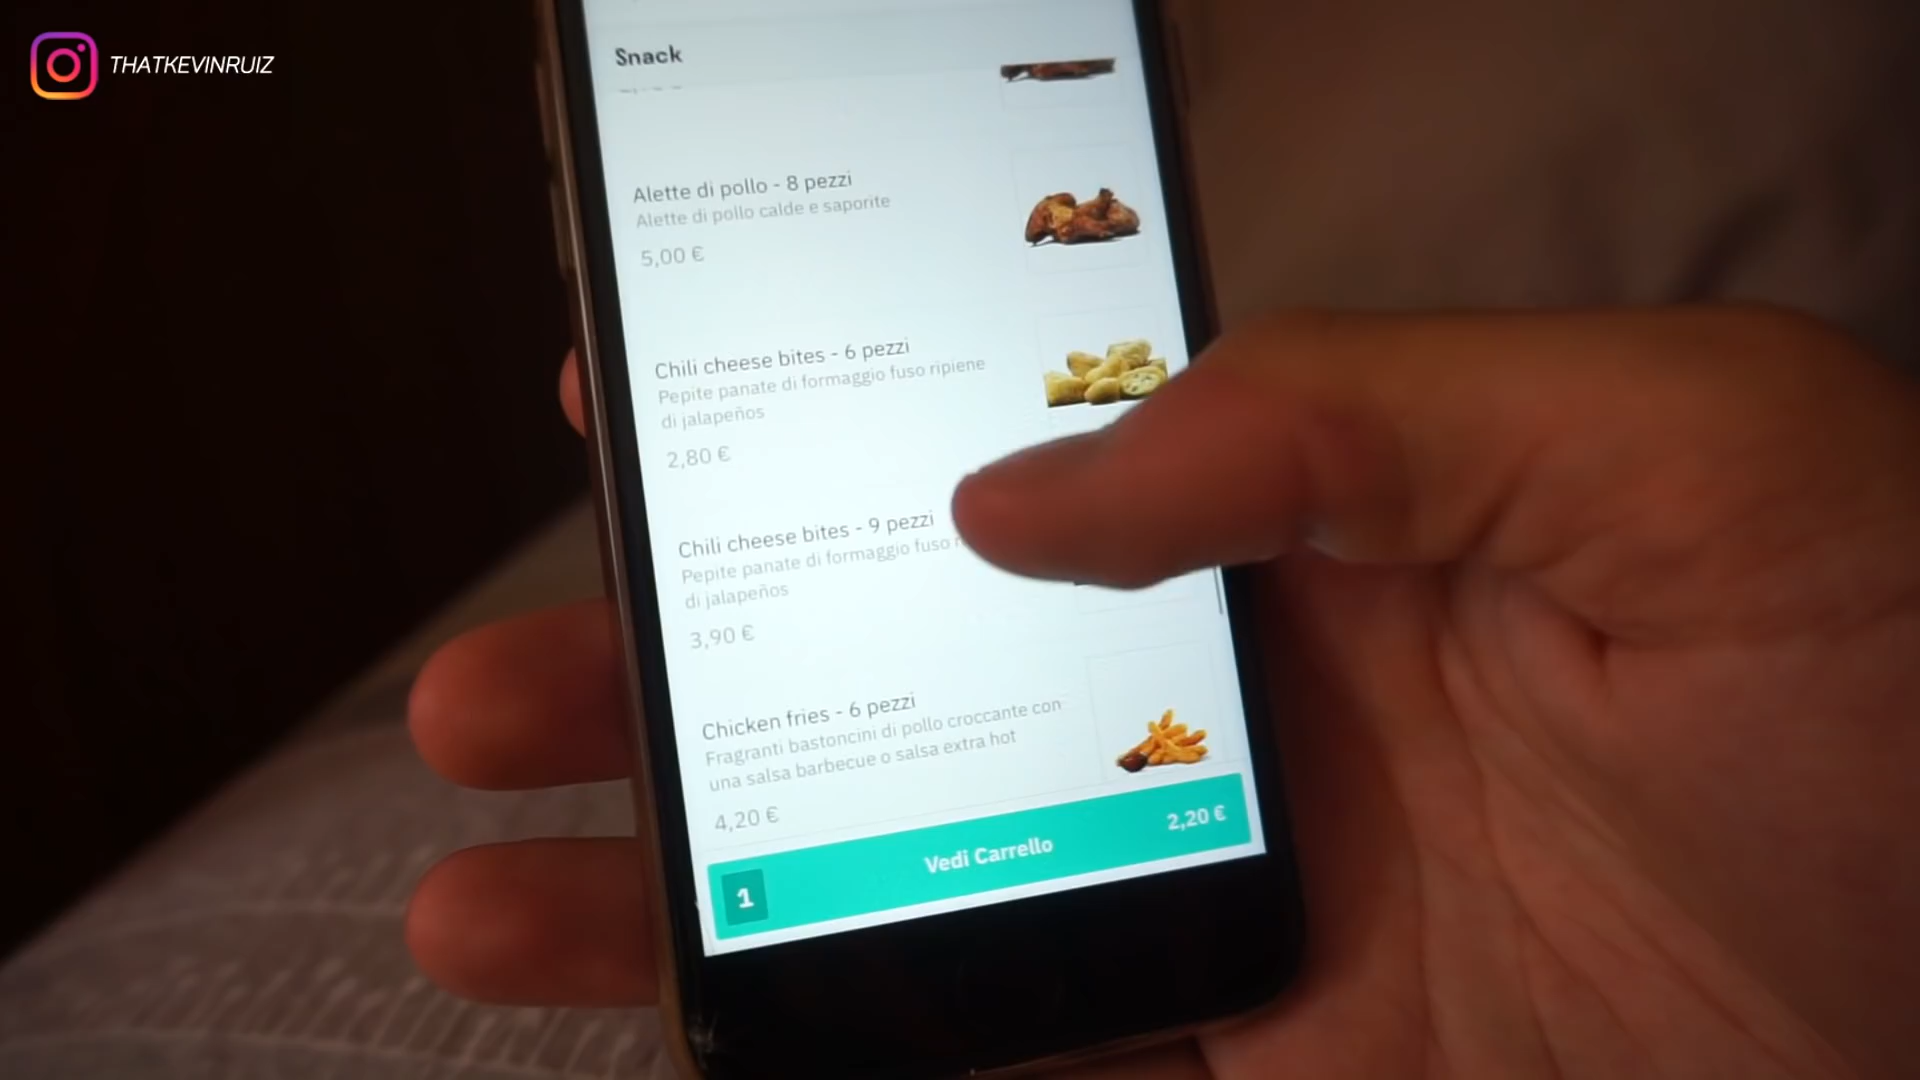 THATKEVINRUIZ
Snack
Alette di pollo - 8 pezzi
Alette di pollo calde e saporite
5,00 €
Chili cheese bites - 6 pezzi
Pepite panate di formaggio fuso ripiene
di jalapeños
2,80 €
Chili cheese bites - 9 pezzi
Pepite panate di formaggio fuso
di jalapeños
3,90 €
Chicken fries - 6 pezzi
Fragranti bastoncini di pollo croccante con
una salsa barbecue o salsa extra hot
4,20 €
1 Vedi Carrello 2,20 €